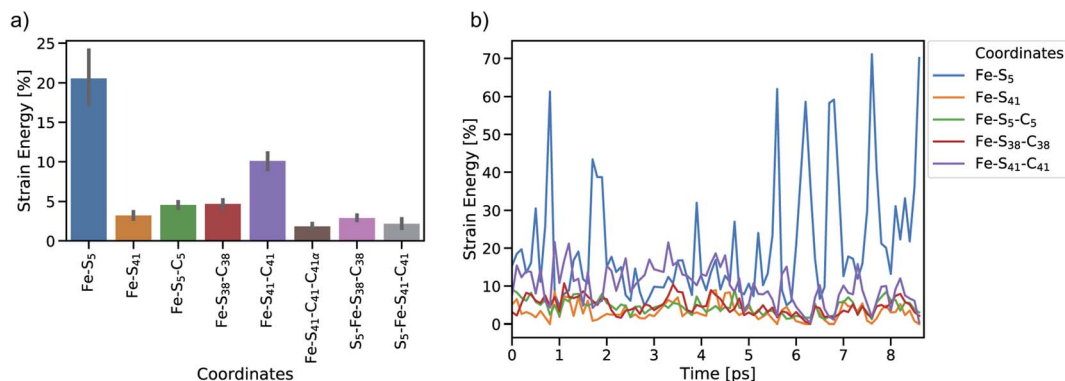 a)
Strain Energy [%]
25
20
15
10
5
0
Fe-S₅
Fe-S₄₁
Fe-S₅-C₅
Fe-S₃₈-C₃₈
Fe-S₄₁-C₄₁
Fe-S₄₁-C₄₁-C₄₁α
S₅-Fe-S₃₈-C₃₈
S₅-Fe-S₄₁-C₄₁
Coordinates
b)
Strain Energy [%]
70
60
50
40
30
20
10
0
0 1 2 3 4 5 6 7 8
Time [ps]
Coordinates
Fe-S₅
Fe-S₄₁
Fe-S₅-C₅
Fe-S₃₈-C₃₈
Fe-S₄₁-C₄₁